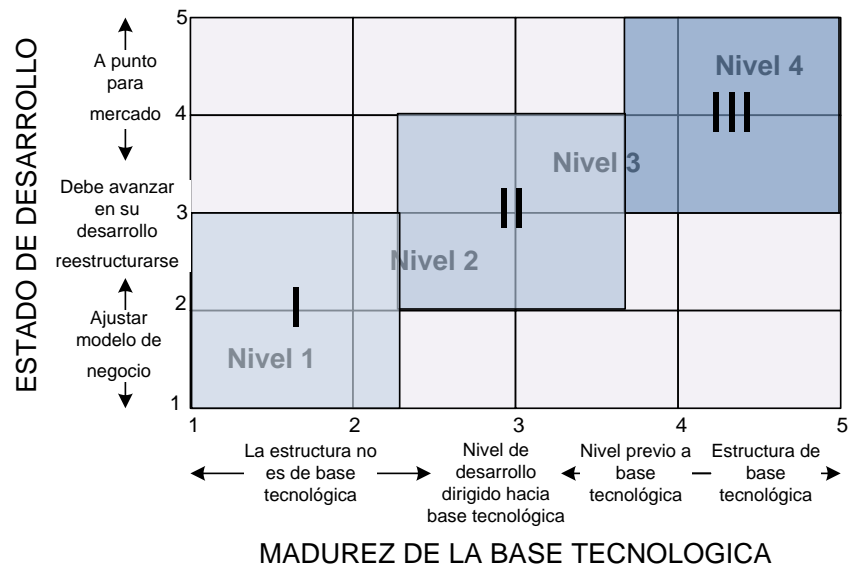 ESTADO DE DESARROLLO
A punto
para
mercado
Debe avanzar
en su
desarrollo
reestructurarse
Ajustar
modelo de
negocio
5
4
3
2
1
Nivel 4
III
Nivel 3
II
Nivel 2
I
Nivel 1
1
2
3
4
5
La estructura no
es de base
tecnológica
Nivel de
desarrollo
dirigido hacia
base tecnológica
Nivel previo a
base
tecnológica
Estructura de
base
tecnológica
MADUREZ DE LA BASE TECNOLOGICA